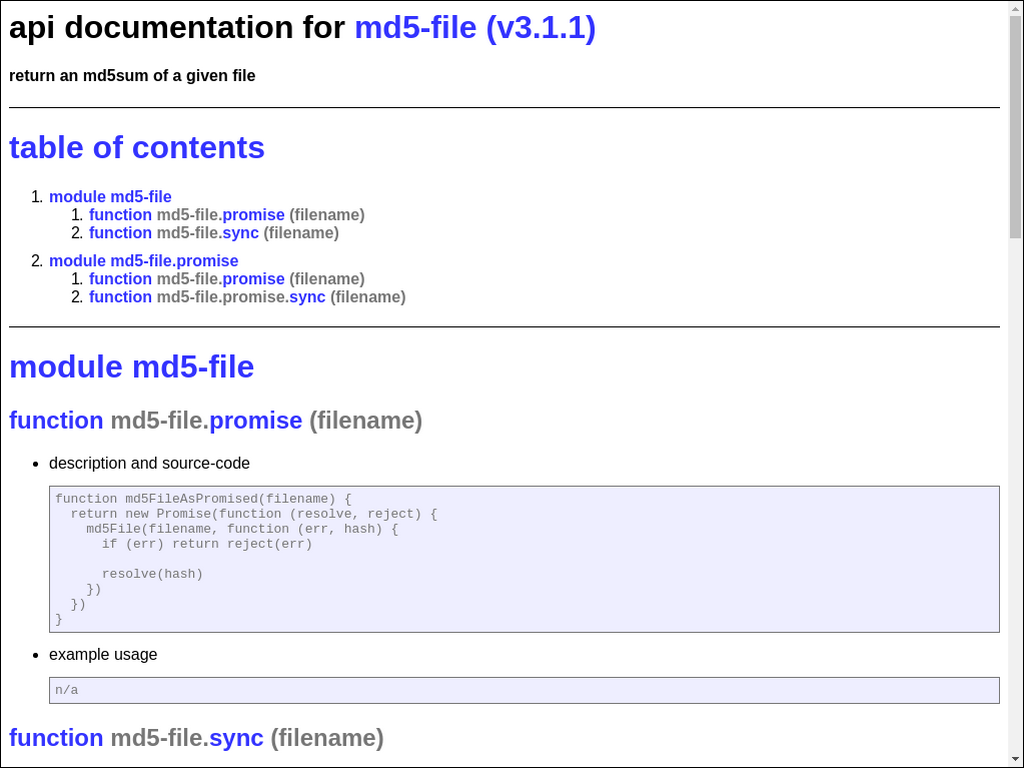 api documentation for md5-file (v3.1.1)
return an md5sum of a given file
table of contents
1. module md5-file
1. function md5-file.promise (filename)
2. function md5-file.sync (filename)
2. module md5-file.promise
1. function md5-file.promise (filename)
2. function md5-file.promise.sync (filename)
module md5-file
function md5-file.promise (filename)
• description and source-code
function md5FileAsPromised(filename) {
  return new Promise(function (resolve, reject) {
    md5File(filename, function (err, hash) {
      if (err) return reject(err)

      resolve(hash)
    })
  })
}
• example usage
n/a
function md5-file.sync (filename)